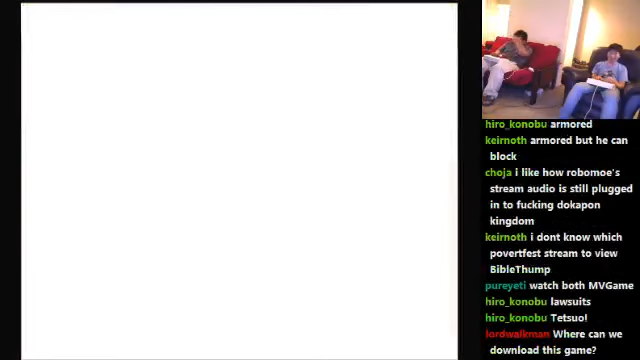 hiro_konobu armored
keirnoth armored but he can
block
choja i like how robomoe's
stream audio is still plugged
in to fucking dokapon
kingdom
keirnoth i dont know which
povertfest stream to view
BibleThump
pureyeti watch both MVGame
hiro_konobu lawsuits
hiro_konobu Tetsuo!
lordwalkman Where can we
download this game?